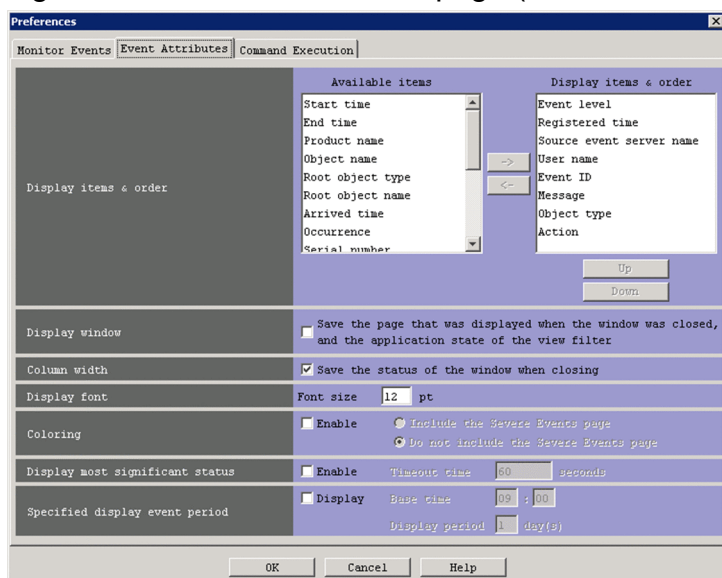 Preferences
Monitor Events Event Attributes Command Execution
Available items
Display items & order
Start time
End time
Product name
Object name
Root object type
Root object name
Arrived time
Occurrence
Serial number
->
<-
Event level
Registered time
Source event server name
User name
Event ID
Message
Object type
Action
Display items & order
Up
Down
Display window
Save the page that was displayed when the window was closed,
and the application state of the view filter
Column width
Save the status of the window when closing
Display font
Font size 12 pt
Coloring
Enable
Include the Severe Events page
Do not include the Severe Events page
Display most significant status
Enable Timeout time 60 seconds
Specified display event period
Display Base time 09 : 00
Display period 1 day(s)
OK Cancel Help